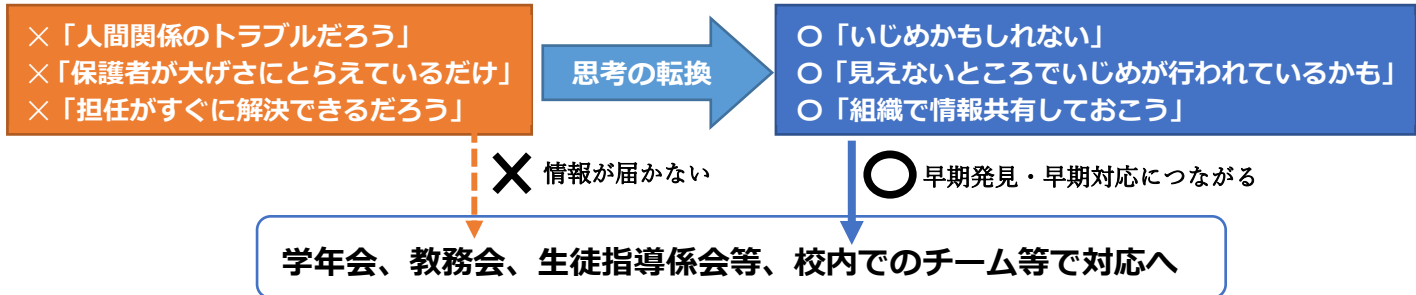 ×「人間関係のトラブルだろう」
×「保護者が大げさにとらえているだけ」
×「担任がすぐに解決できるだろう」
思考の転換
〇「いじめかもしれない」
〇「見えないところでいじめが行われているかも」
〇「組織で情報共有しておこう」
× 情報が届かない
〇 早期発見・早期対応につながる
学年会、教務会、生徒指導係会等、校内でのチーム等で対応へ